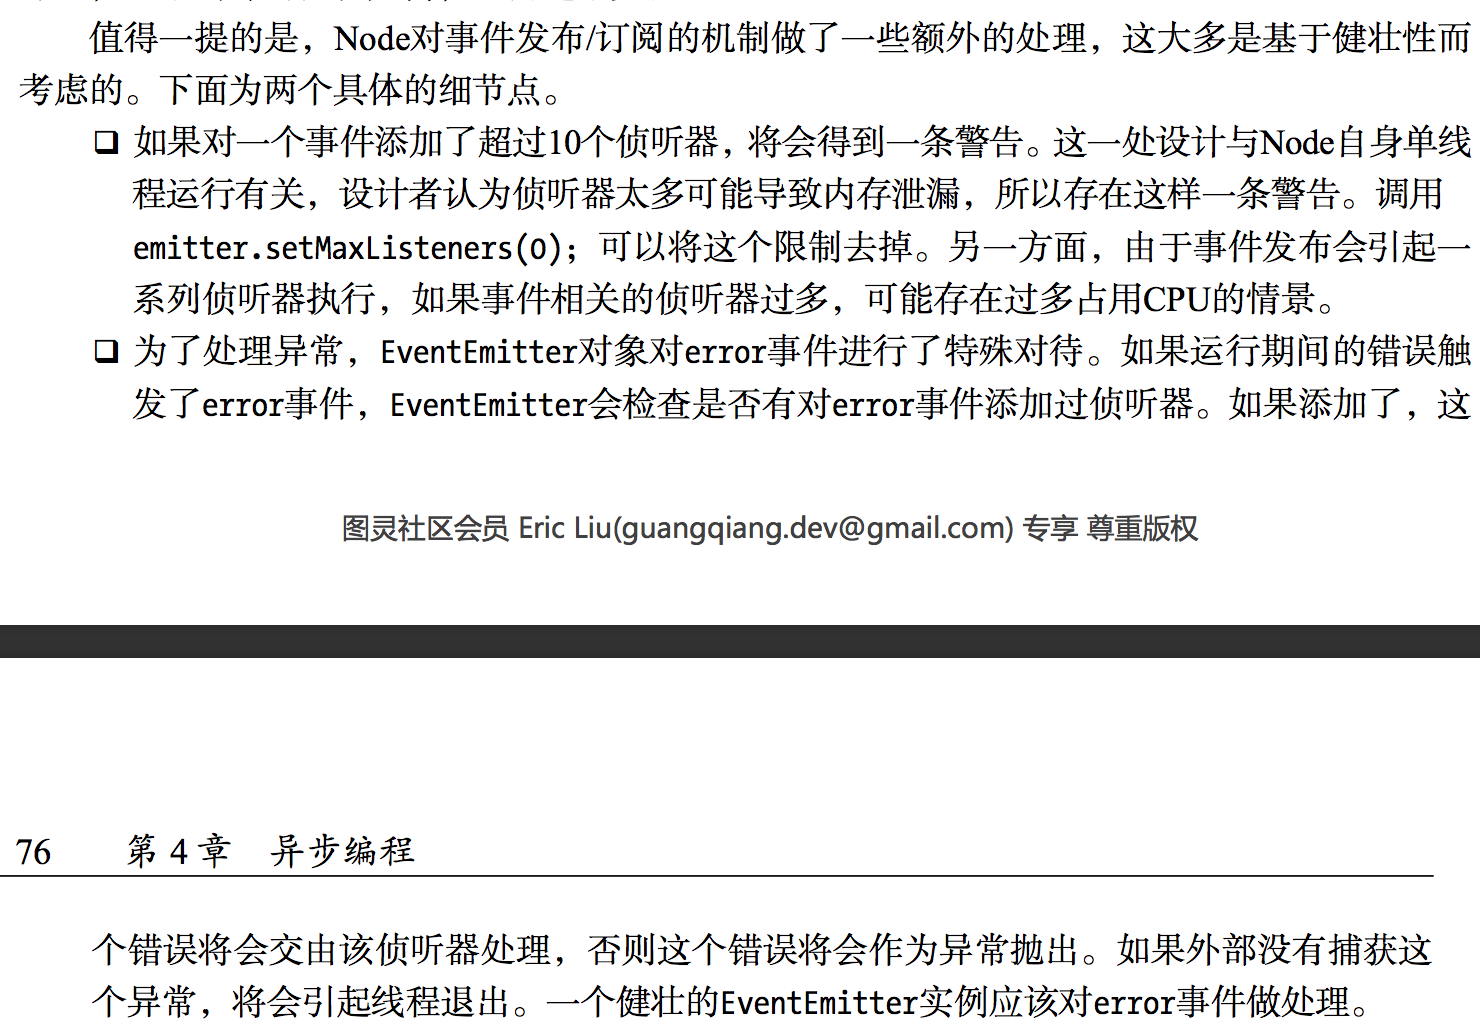 值得一提的是，Node对事件发布/订阅的机制做了一些额外的处理，这大多是基于健壮性而
考虑的。下面为两个具体的细节点。
❑ 如果对一个事件添加了超过10个侦听器，将会得到一条警告。这一处设计与Node自身单线
程运行有关，设计者认为侦听器太多可能导致内存泄漏，所以存在这样一条警告。调用
emitter.setMaxListeners(0)；可以将这个限制去掉。另一方面，由于事件发布会引起一
系列侦听器执行，如果事件相关的侦听器过多，可能存在过多占用CPU的情景。
❑ 为了处理异常，EventEmitter对象对error事件进行了特殊对待。如果运行期间的错误触
发了error事件，EventEmitter会检查是否有对error事件添加过侦听器。如果添加了，这
图灵社区会员 Eric Liu(guangqiang.dev@gmail.com) 专享 尊重版权
76 第 4 章 异步编程
个错误将会交由该侦听器处理，否则这个错误将会作为异常抛出。如果外部没有捕获这
个异常，将会引起线程退出。一个健壮的EventEmitter实例应该对error事件做处理。